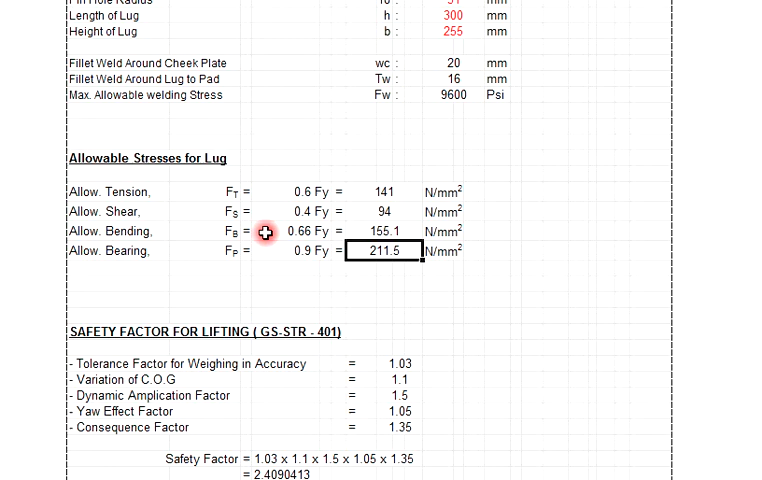 Pin Hole Radius ro : 51 mm
Length of Lug h : 300 mm
Height of Lug b : 255 mm
Fillet Weld Around Cheek Plate wc : 20 mm
Fillet Weld Around Lug to Pad Tw : 16 mm
Max. Allowable welding Stress Fw : 9600 Psi
Allowable Stresses for Lug
Allow. Tension, FT = 0.6 Fy = 141 N/mm2
Allow. Shear, FS = 0.4 Fy = 94 N/mm2
Allow. Bending, FB = 0.66 Fy = 155.1 N/mm2
Allow. Bearing, FP = 0.9 Fy = 211.5 N/mm2
SAFETY FACTOR FOR LIFTING ( GS-STR - 401)
- Tolerance Factor for Weighing in Accuracy = 1.03
- Variation of C.O.G = 1.1
- Dynamic Amplication Factor = 1.5
- Yaw Effect Factor = 1.05
- Consequence Factor = 1.35
Safety Factor = 1.03 x 1.1 x 1.5 x 1.05 x 1.35
= 2.4090413